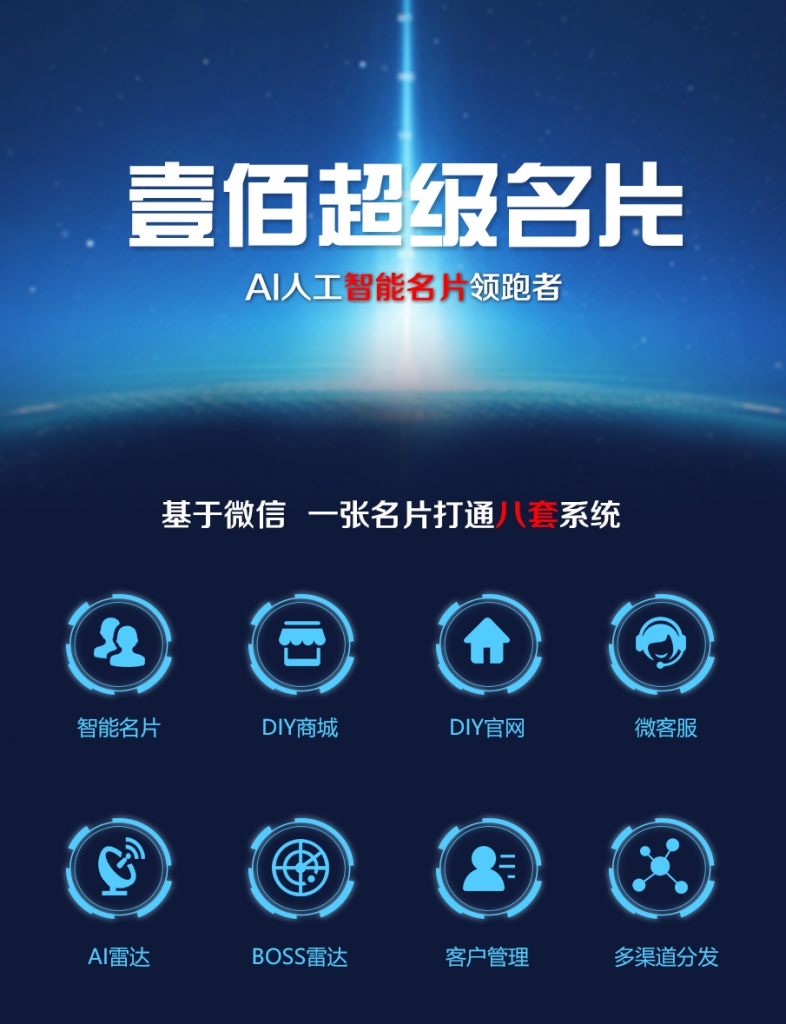 壹佰超级名片
AI人工智能名片领跑者
基于微信 一张名片打通八套系统
智能名片 DIY商城 DIY官网 微客服
AI雷达 BOSS雷达 客户管理 多渠道分发